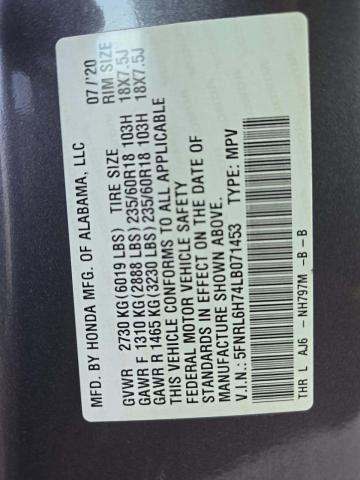 MFD. BY HONDA MFG. OF ALABAMA, LLC 07/'20
TIRE SIZE RIM SIZE
GVWR 2730 KG(6019 LBS)
GAWR F 1310 KG(2888 LBS)235/60R18 103H 18X7.5J
GAWR R 1465 KG(3230 LBS)235/60R18 103H 18X7.5J
THIS VEHICLE CONFORMS TO ALL APPLICABLE
FEDERAL MOTOR VEHICLE SAFETY
STANDARDS IN EFFECT ON THE DATE OF
MANUFACTURE SHOWN ABOVE.
V.I.N.: 5FNRL6H74LB071453 TYPE: MPV
THR L AJ6 -NH797M -B -B